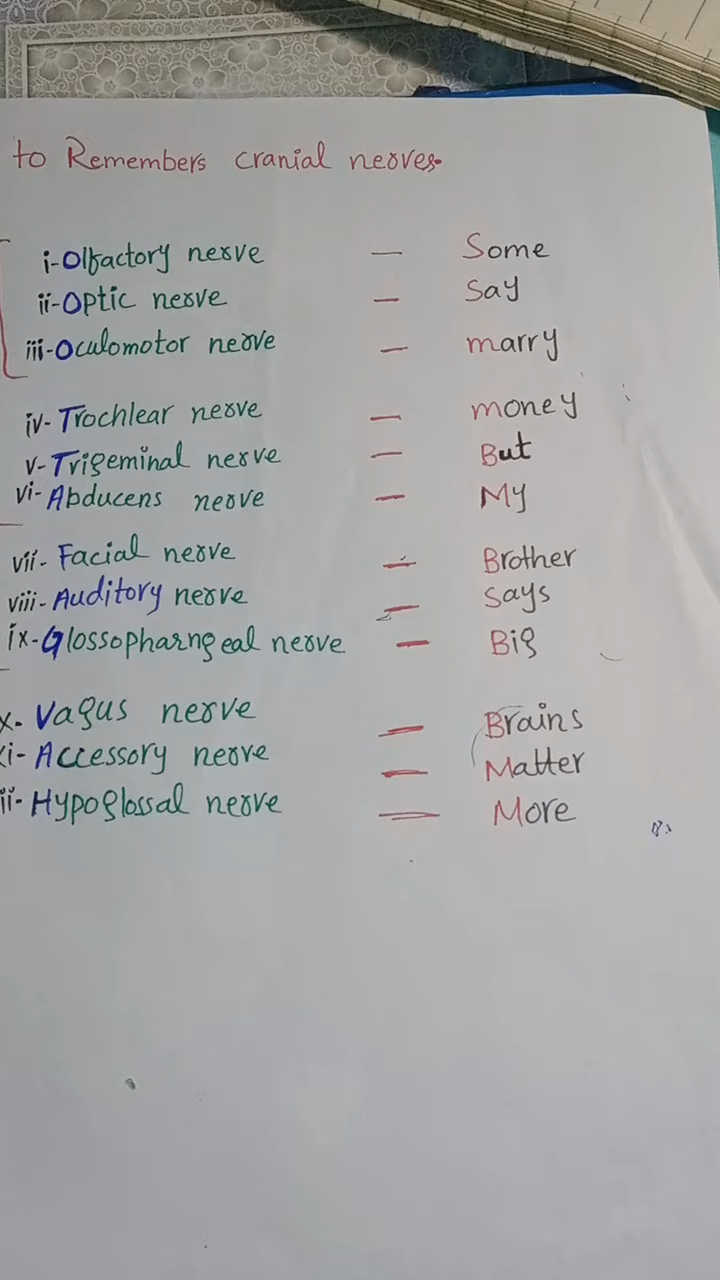 to Remembers cranial nerves.
i-Olfactory nerve — Some
ii-Optic nerve — Say
iii-Oculomotor nerve — marry
iv-Trochlear nerve — money
v-Trigeminal nerve — But
vi-Abducens nerve — My
vii-Facial nerve — Brother
viii-Auditory nerve — Says
ix-Glossopharngeal nerve — Big
x-Vagus nerve — Brains
xi-Accessory nerve — Matter
ii-Hypoglossal nerve — More